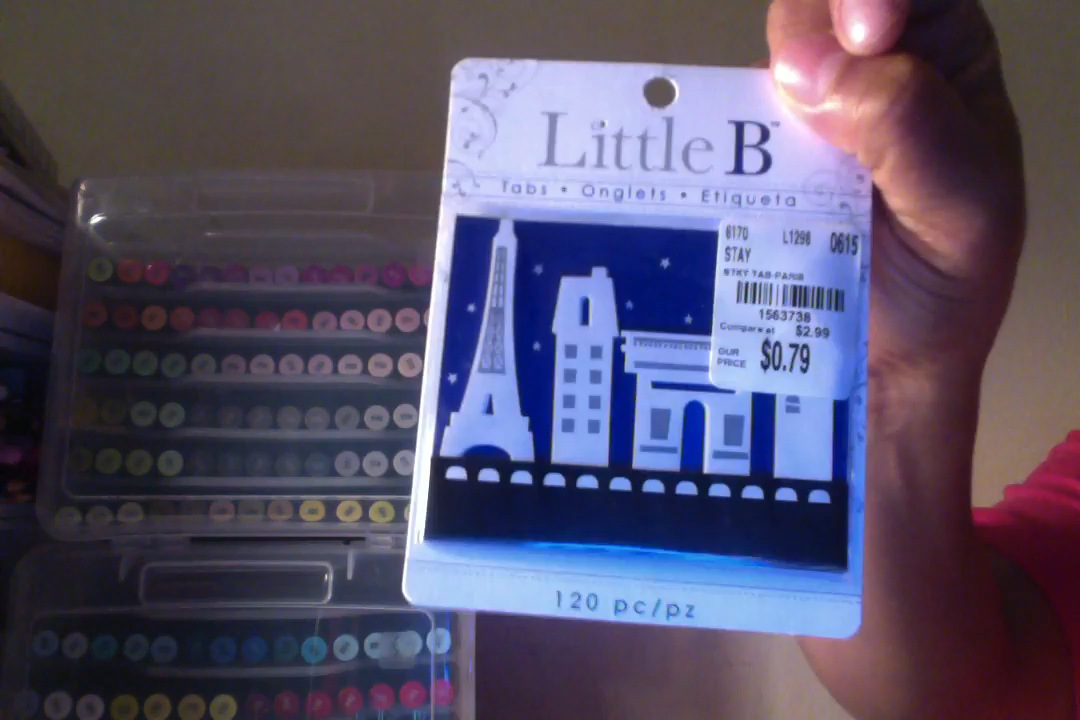 Little B™
Tabs • Onglets • Etiqueta
6170 L1298 0615
STAY
STKY TAB-PARIS
1563738
Compare at $2.99
OUR
PRICE $0.79
120 pc/pz